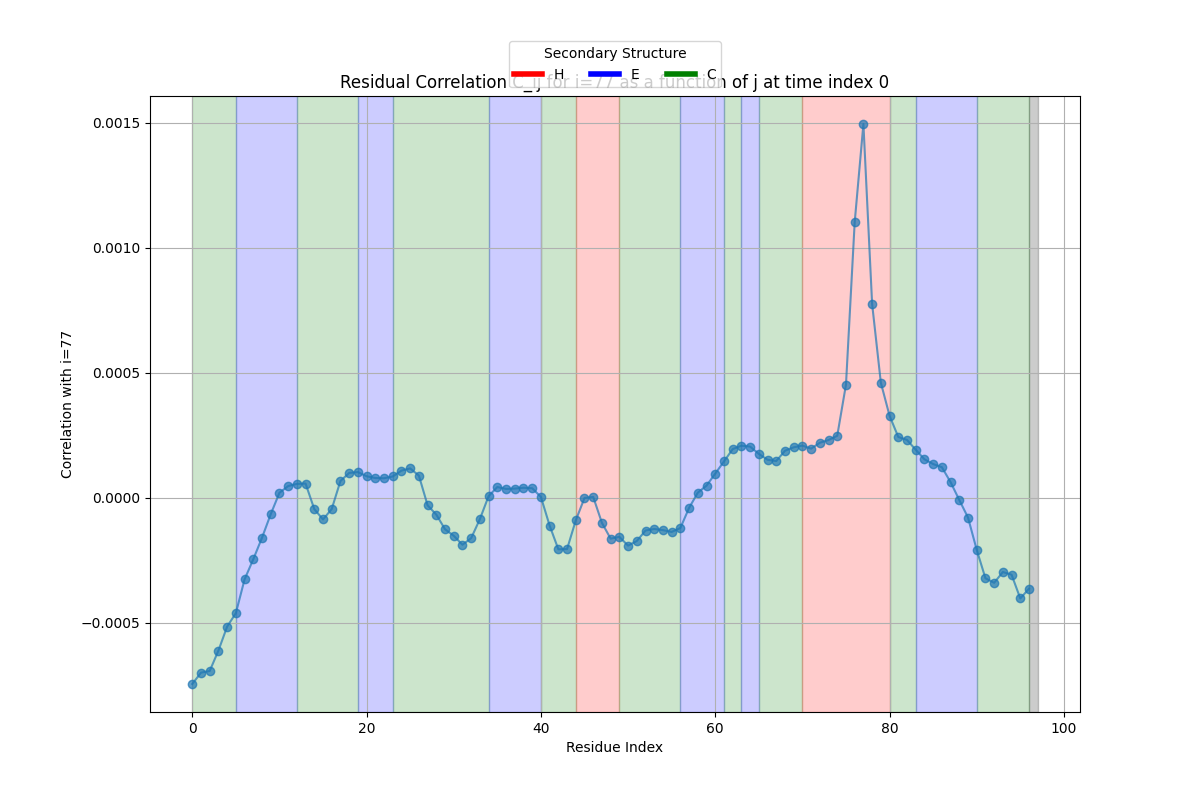 Secondary Structure
H E C
Residual Correlation C_ij for i=77 as a function of j at time index 0
0.0015
0.0010
0.0005
0.0000
−0.0005
Correlation with i=77
0 20 40 60 80 100
Residue Index